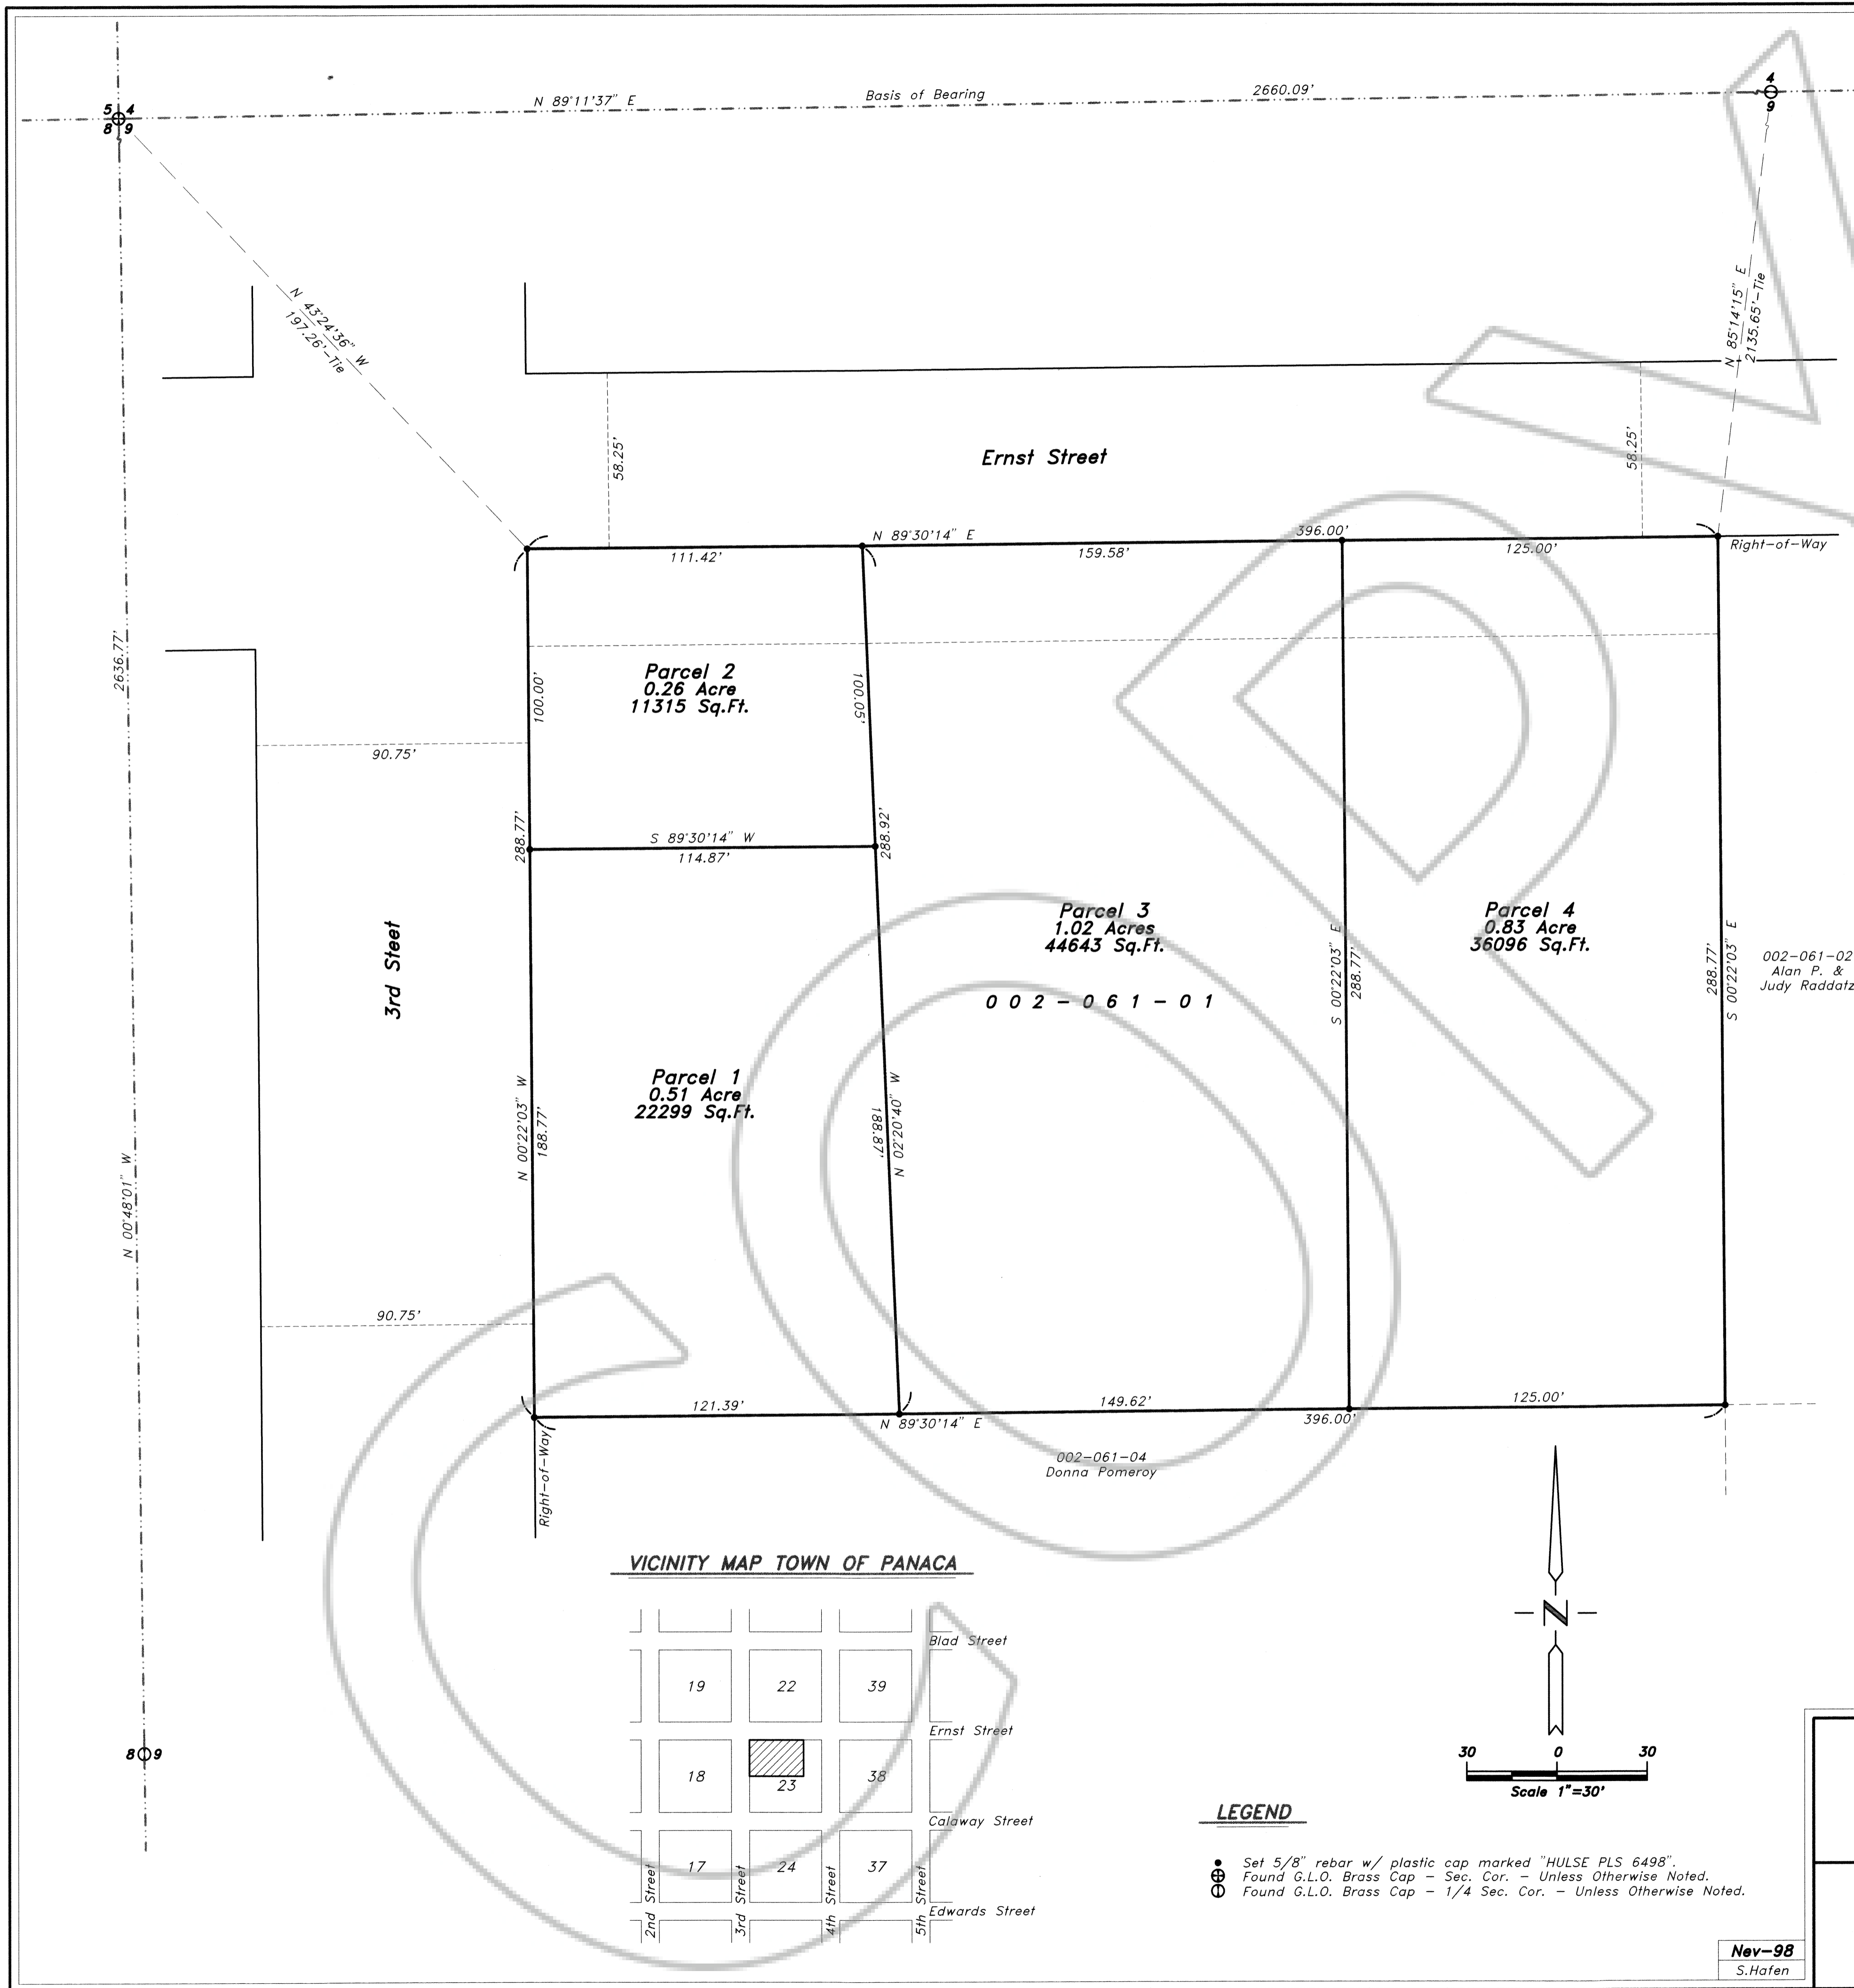 5 4
8 9
N 89°11'37" E
Basis of Bearing
2660.09'
4
9
N 43°24'36" W
197.26'-Tie
N 85°14'15" E
2135.65'-Tie
58.25'
Ernst Street
58.25'
N 89°30'14" E
396.00'
111.42'
159.58'
125.00'
Right-of-Way
2636.77'
N 00°48'01" W
100.00'
Parcel 2
0.26 Acre
11315 Sq.Ft.
100.05'
90.75'
288.77'
S 89°30'14" W
114.87'
288.92'
3rd Steet
Parcel 3
1.02 Acres
44643 Sq.Ft.
002-061-01
S 00°22'03" E
288.77'
Parcel 4
0.83 Acre
36096 Sq.Ft.
288.77'
S 00°22'03" E
002-061-02
Alan P. &
Judy Raddatz
N 00°22'03" W
188.77'
Parcel 1
0.51 Acre
22299 Sq.Ft.
188.87'
N 02°20'40" W
90.75'
121.39'
149.62'
125.00'
N 89°30'14" E
396.00'
Right-of-Way
002-061-04
Donna Pomeroy
COPY
VICINITY MAP TOWN OF PANACA
Blad Street
19 22 39
Ernst Street
18 23 38
Calaway Street
17 24 37
2nd Street
3rd Street
4th Street
5th Street
Edwards Street
8 9
N
30 0 30
Scale 1"=30'
LEGEND
Set 5/8" rebar w/ plastic cap marked "HULSE PLS 6498".
Found G.L.O. Brass Cap - Sec. Cor. - Unless Otherwise Noted.
Found G.L.O. Brass Cap - 1/4 Sec. Cor. - Unless Otherwise Noted.
Nev-98
S.Hafen